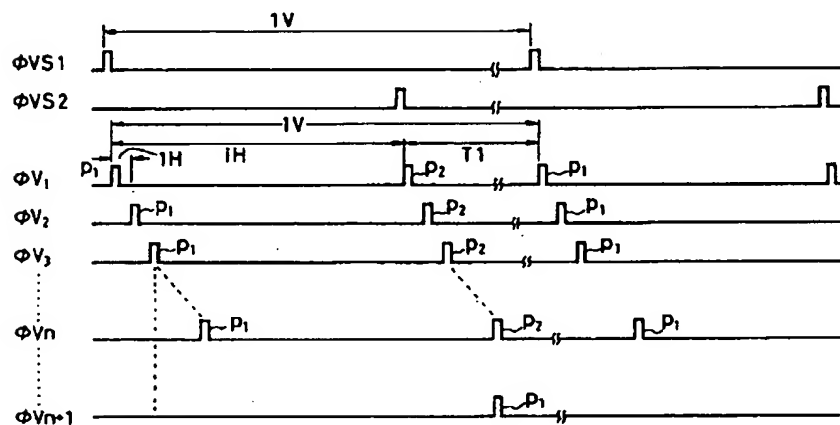 1V
ΦVS1
ΦVS2
1V
P1 1H iH T1
ΦV1 P2 P1
ΦV2 P1 P2 P1
ΦV3 P1 P2 P1
ΦVn P1 P2 P1
ΦVn+1 P1